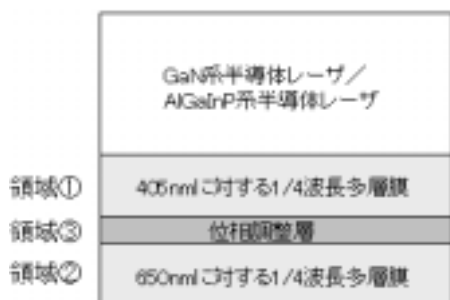 GaN系半導体レーザ／
AlGaInP系半導体レーザ
領域① 405nmに対する1/4波長多層膜
領域③ 位相調整層
領域② 650nmに対する1/4波長多層膜